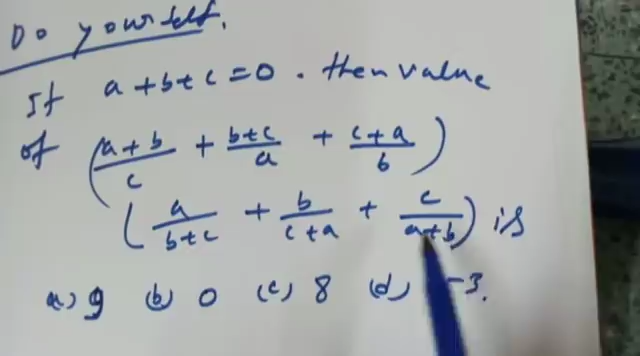 Do yourself.
If a+b+c=0. then value
of (a+b/c + b+c/a + c+a/b)
(a/b+c + b/c+a + c/a+b) is
a) 9 (b) 0 (c) 8 (d) -3.